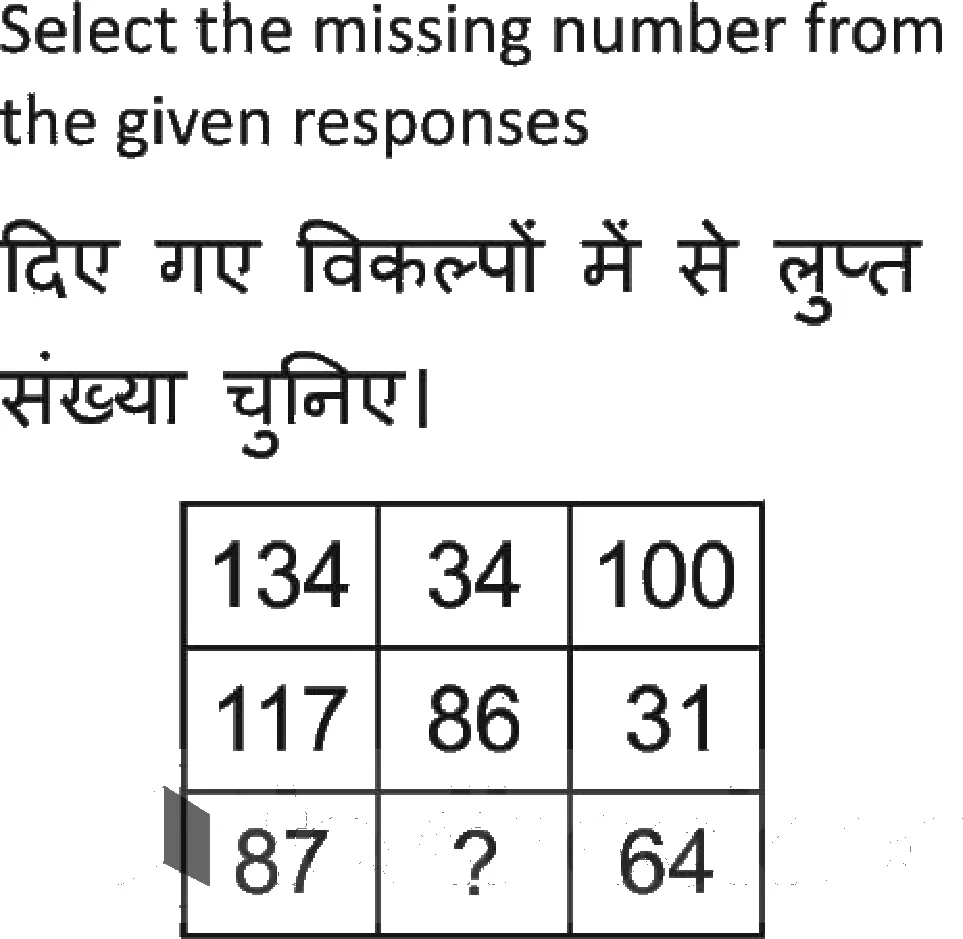 Select the missing number from
the given responses
दिए गए विकल्पों में से लुप्त
संख्या चुनिए।
134 34 100
117 86 31
87 ? 64